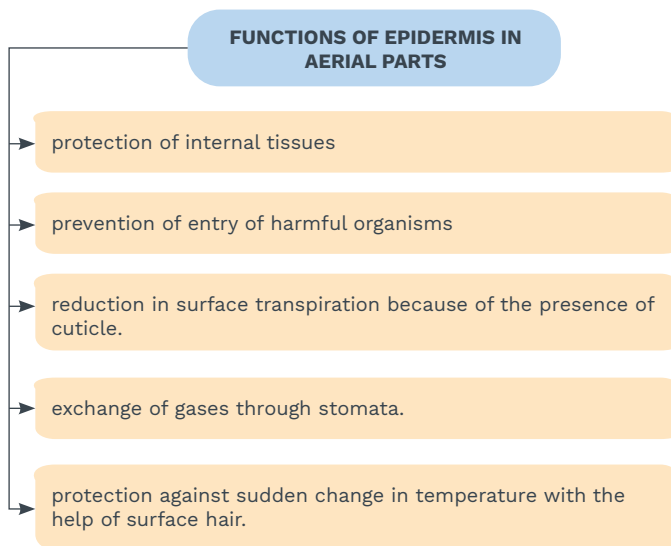 FUNCTIONS OF EPIDERMIS IN
AERIAL PARTS
protection of internal tissues
prevention of entry of harmful organisms
reduction in surface transpiration because of the presence of
cuticle.
exchange of gases through stomata.
protection against sudden change in temperature with the
help of surface hair.